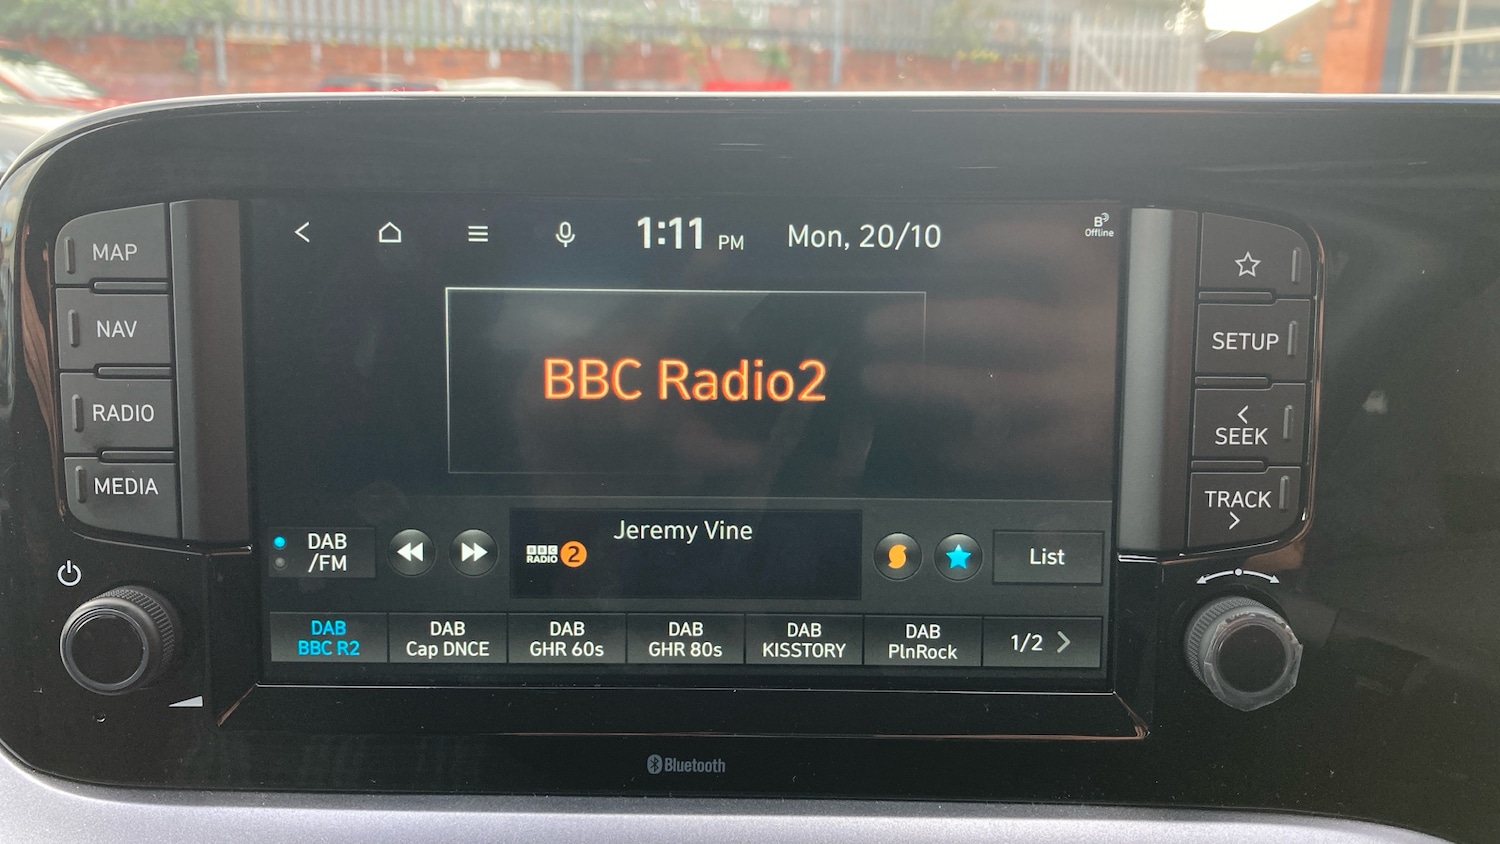 1:11 PM Mon, 20/10
B
Offline
MAP
NAV
RADIO
MEDIA
BBC Radio2
SETUP
SEEK
TRACK
DAB
/FM
Jeremy Vine
BBC
RADIO 2
List
DAB
BBC R2
DAB
Cap DNCE
DAB
GHR 60s
DAB
GHR 80s
DAB
KISSTORY
DAB
PlnRock
1/2
Bluetooth